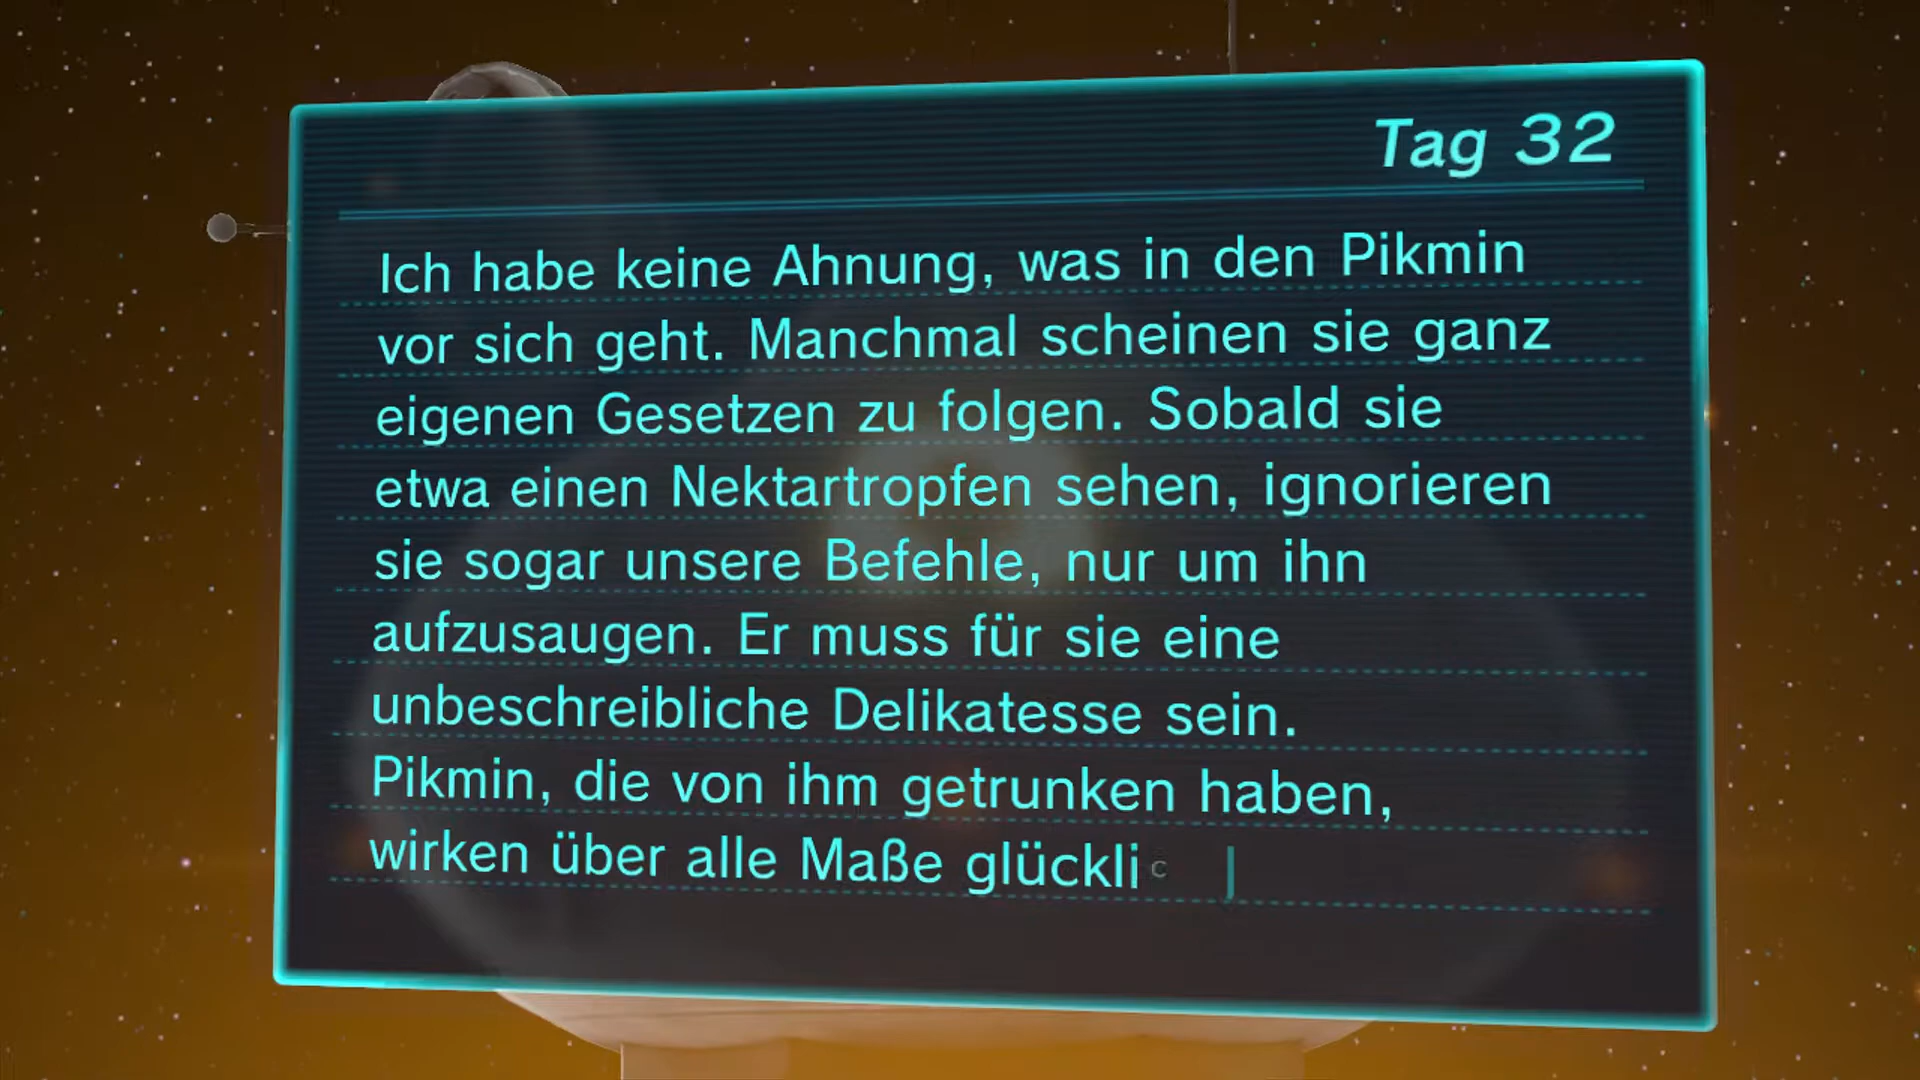 Tag 32
Ich habe keine Ahnung, was in den Pikmin
vor sich geht. Manchmal scheinen sie ganz
eigenen Gesetzen zu folgen. Sobald sie
etwa einen Nektartropfen sehen, ignorieren
sie sogar unsere Befehle, nur um ihn
aufzusaugen. Er muss für sie eine
unbeschreibliche Delikatesse sein.
Pikmin, die von ihm getrunken haben,
wirken über alle Maße glücklic